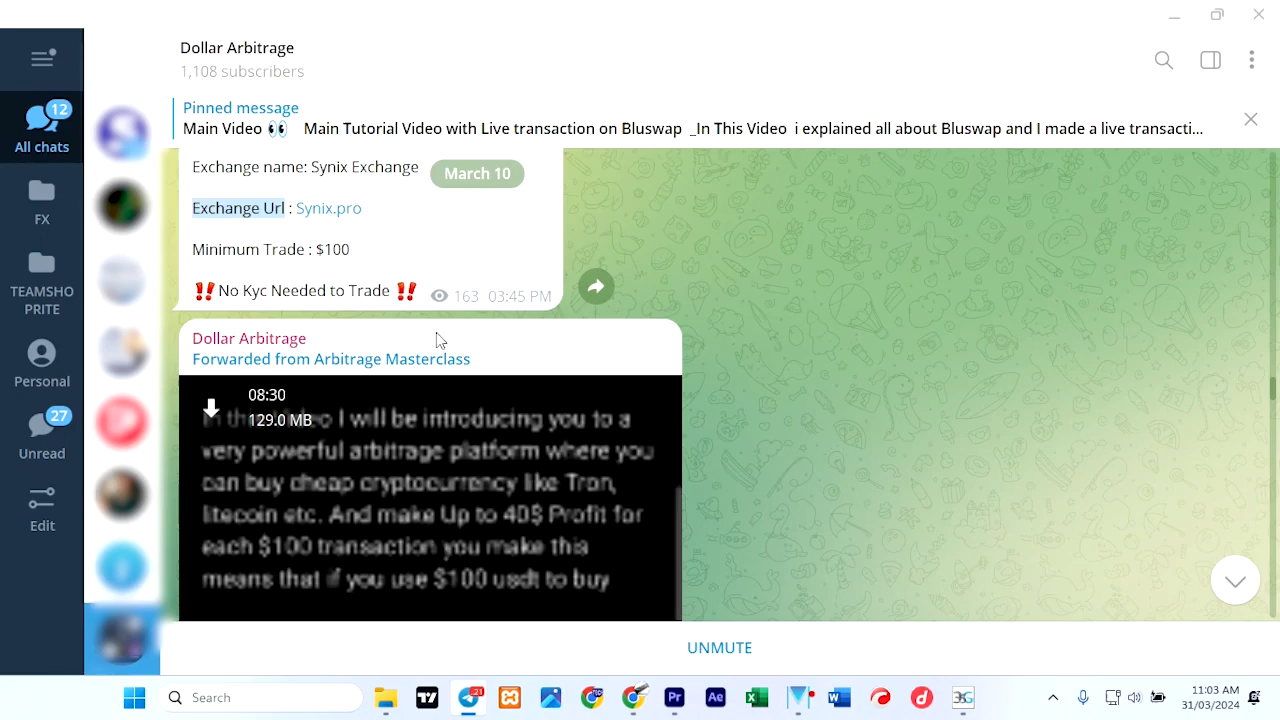 Dollar Arbitrage
1,108 subscribers
Pinned message
Main Video 👀 Main Tutorial Video with Live transaction on Bluswap _In This Video i explained all about Bluswap and I made a live transacti...
12
All chats
FX
TEAMSHO
PRITE
Personal
27
Unread
Edit
Exchange name: Synix Exchange
March 10
Exchange Url : Synix.pro
Minimum Trade : $100
‼️No Kyc Needed to Trade ‼️
163 03:45 PM
Dollar Arbitrage
Forwarded from Arbitrage Masterclass
08:30
129.0 MB
In this Video I will be introducing you to a
very powerful arbitrage platform where you
can buy cheap cryptocurrency like Tron,
litecoin etc. And make Up to 40$ Profit for
each $100 transaction you make this
means that if you use $100 usdt to buy
UNMUTE
Search
21
Pr
Ae
11:03 AM
31/03/2024